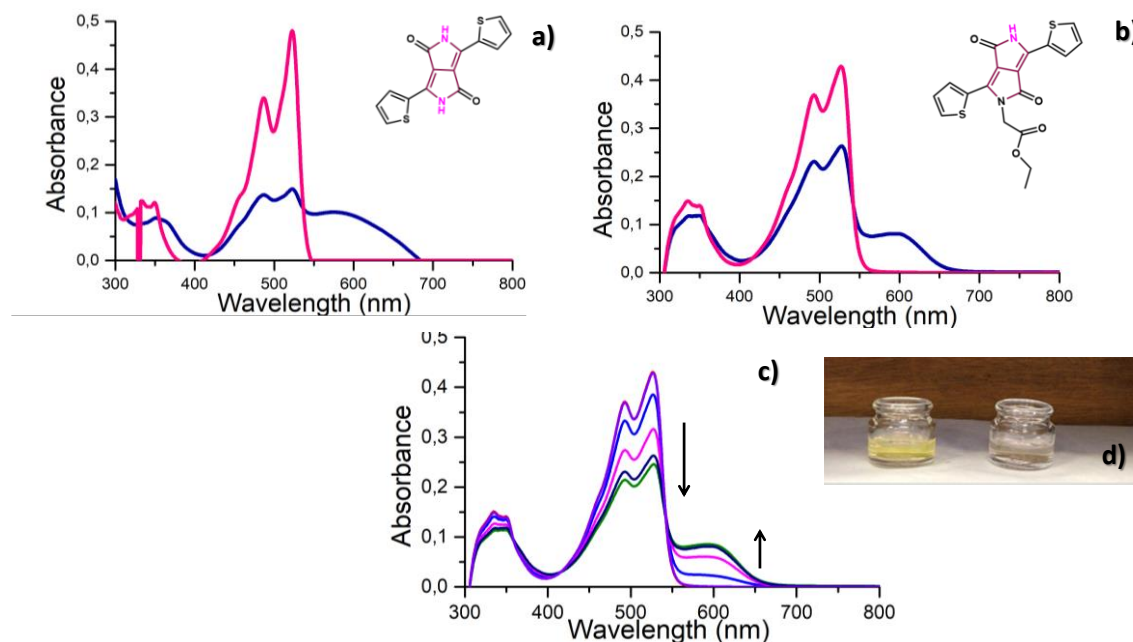 a)
0,5
0,4
0,3
0,2
0,1
0,0
Absorbance
300 400 500 600 700 800
Wavelength (nm)
O
H
N
S
S
N
H
O
b)
0,5
0,4
0,3
0,2
0,1
0,0
Absorbance
300 400 500 600 700 800
Wavelength (nm)
H
N
S
O
S
N
O
O
O
c)
0,5
0,4
0,3
0,2
0,1
0,0
Absorbance
300 400 500 600 700 800
Wavelength (nm)
d)